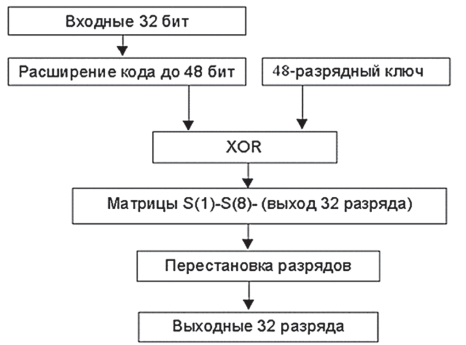 Входные 32 бит
Расширение кода до 48 бит
48-разрядный ключ
XOR
Матрицы S(1)-S(8)- (выход 32 разряда)
Перестановка разрядов
Выходные 32 разряда